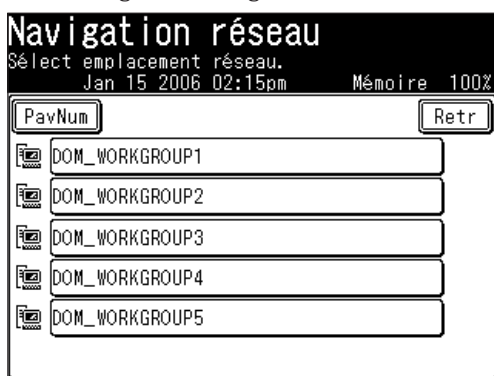 Navigation réseau
Sélect emplacement réseau.
Jan 15 2006 02:15pm Mémoire 100%
PavNum Retr
DOM_WORKGROUP1
DOM_WORKGROUP2
DOM_WORKGROUP3
DOM_WORKGROUP4
DOM_WORKGROUP5